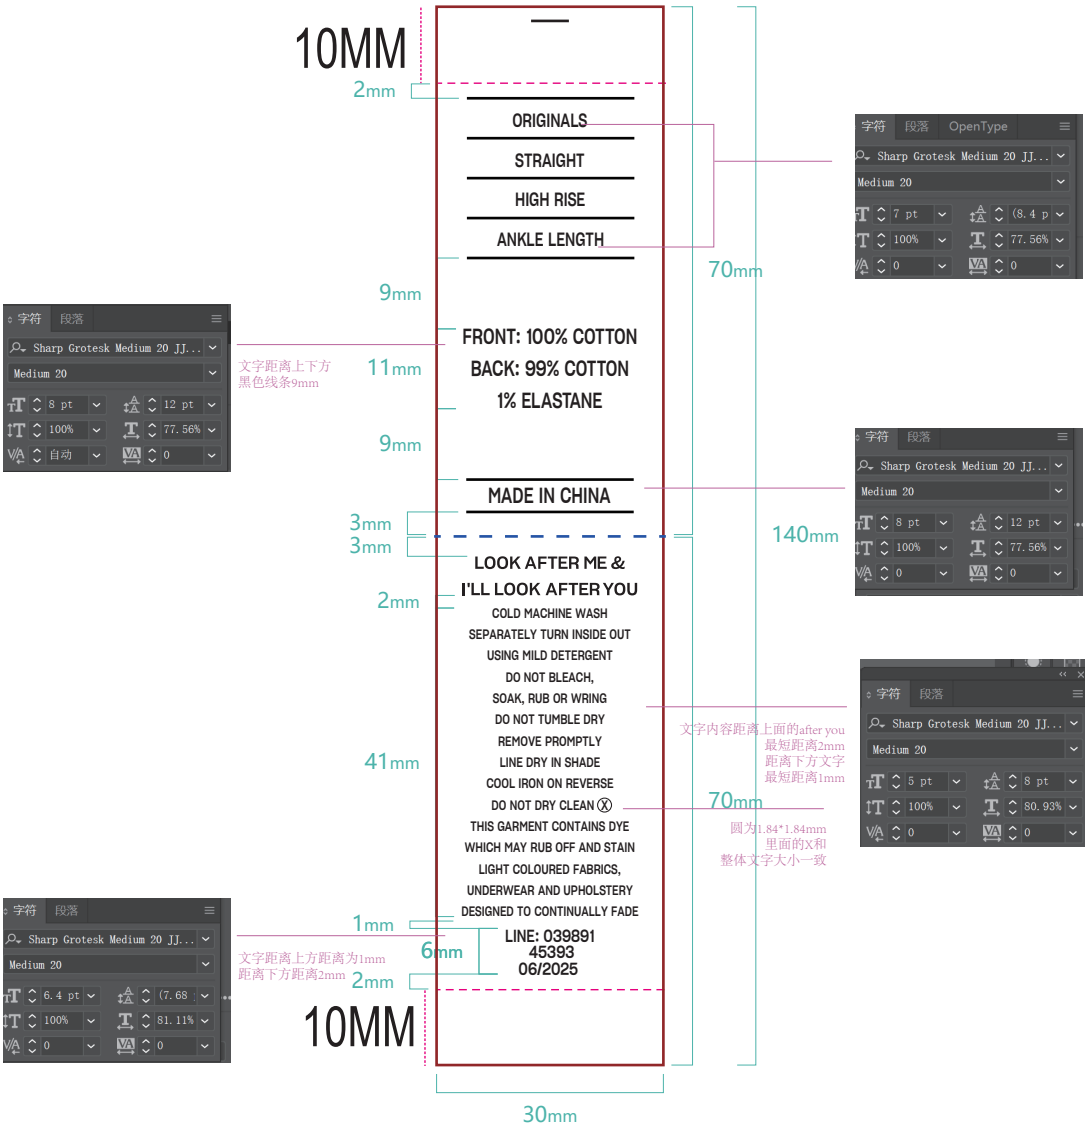 10MM
2mm
ORIGINALS
STRAIGHT
HIGH RISE
ANKLE LENGTH
字符 段落 OpenType
Sharp Grotesk Medium 20 JJ...
Medium 20
7 pt (8.4 p
100% 77.56%
0 0
70mm
9mm
字符 段落
Sharp Grotesk Medium 20 JJ...
Medium 20
8 pt 12 pt
100% 77.56%
自动 0
文字距离上下方
黑色线条9mm
11mm
FRONT: 100% COTTON
BACK: 99% COTTON
1% ELASTANE
9mm
字符 段落
Sharp Grotesk Medium 20 JJ...
Medium 20
8 pt 12 pt
100% 77.56%
0 0
MADE IN CHINA
3mm
3mm
140mm
LOOK AFTER ME &
I'LL LOOK AFTER YOU
2mm
COLD MACHINE WASH
SEPARATELY TURN INSIDE OUT
USING MILD DETERGENT
DO NOT BLEACH,
SOAK, RUB OR WRING
DO NOT TUMBLE DRY
REMOVE PROMPTLY
LINE DRY IN SHADE
COOL IRON ON REVERSE
DO NOT DRY CLEAN Ⓧ
THIS GARMENT CONTAINS DYE
WHICH MAY RUB OFF AND STAIN
LIGHT COLOURED FABRICS,
UNDERWEAR AND UPHOLSTERY
DESIGNED TO CONTINUALLY FADE
41mm
文字内容距离上面的after you
最短距离2mm
距离下方文字
最短距离1mm
70mm
圆为1.84*1.84mm
里面的X和
整体文字大小一致
字符 段落
Sharp Grotesk Medium 20 JJ...
Medium 20
5 pt 8 pt
100% 80.93%
0 0
字符 段落
Sharp Grotesk Medium 20 JJ...
Medium 20
6.4 pt (7.68
100% 81.11%
0 0
文字距离上方距离为1mm
距离下方距离2mm
1mm
6mm
2mm
LINE: 039891
45393
06/2025
10MM
30mm